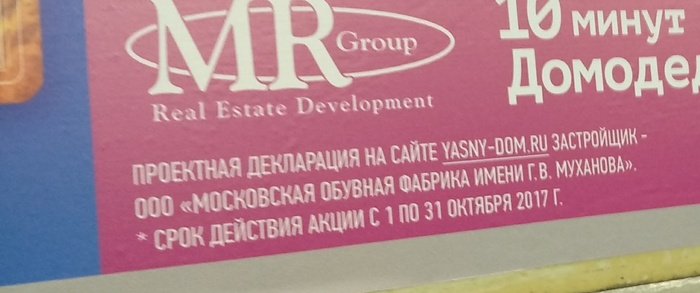 MR Group
Real Estate Development
10 минут
Домодед
ПРОЕКТНАЯ ДЕКЛАРАЦИЯ НА САЙТЕ YASNY-DOM.RU ЗАСТРОЙЩИК -
ООО «МОСКОВСКАЯ ОБУВНАЯ ФАБРИКА ИМЕНИ Г.В. МУХАНОВА».
* СРОК ДЕЙСТВИЯ АКЦИИ С 1 ПО 31 ОКТЯБРЯ 2017 Г.